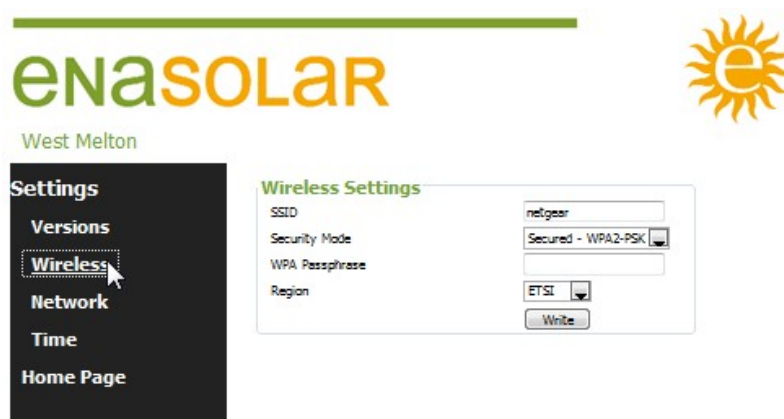 enasolar
e
West Melton
Settings
Versions
Wireless
Network
Time
Home Page
Wireless Settings
SSID netgear
Security Mode Secured - WPA2-PSK
WPA Passphrase
Region ETSI
Write